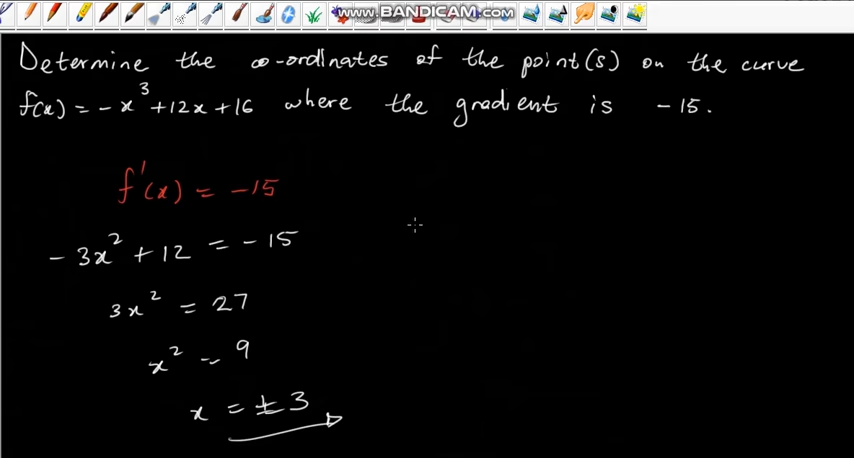 www.BANDICAM.com
Determine the co-ordinates of the point(s) on the curve
f(x) = -x³ + 12x + 16 where the gradient is -15.
f'(x) = -15
-3x² + 12 = -15
3x² = 27
x² = 9
x = ±3